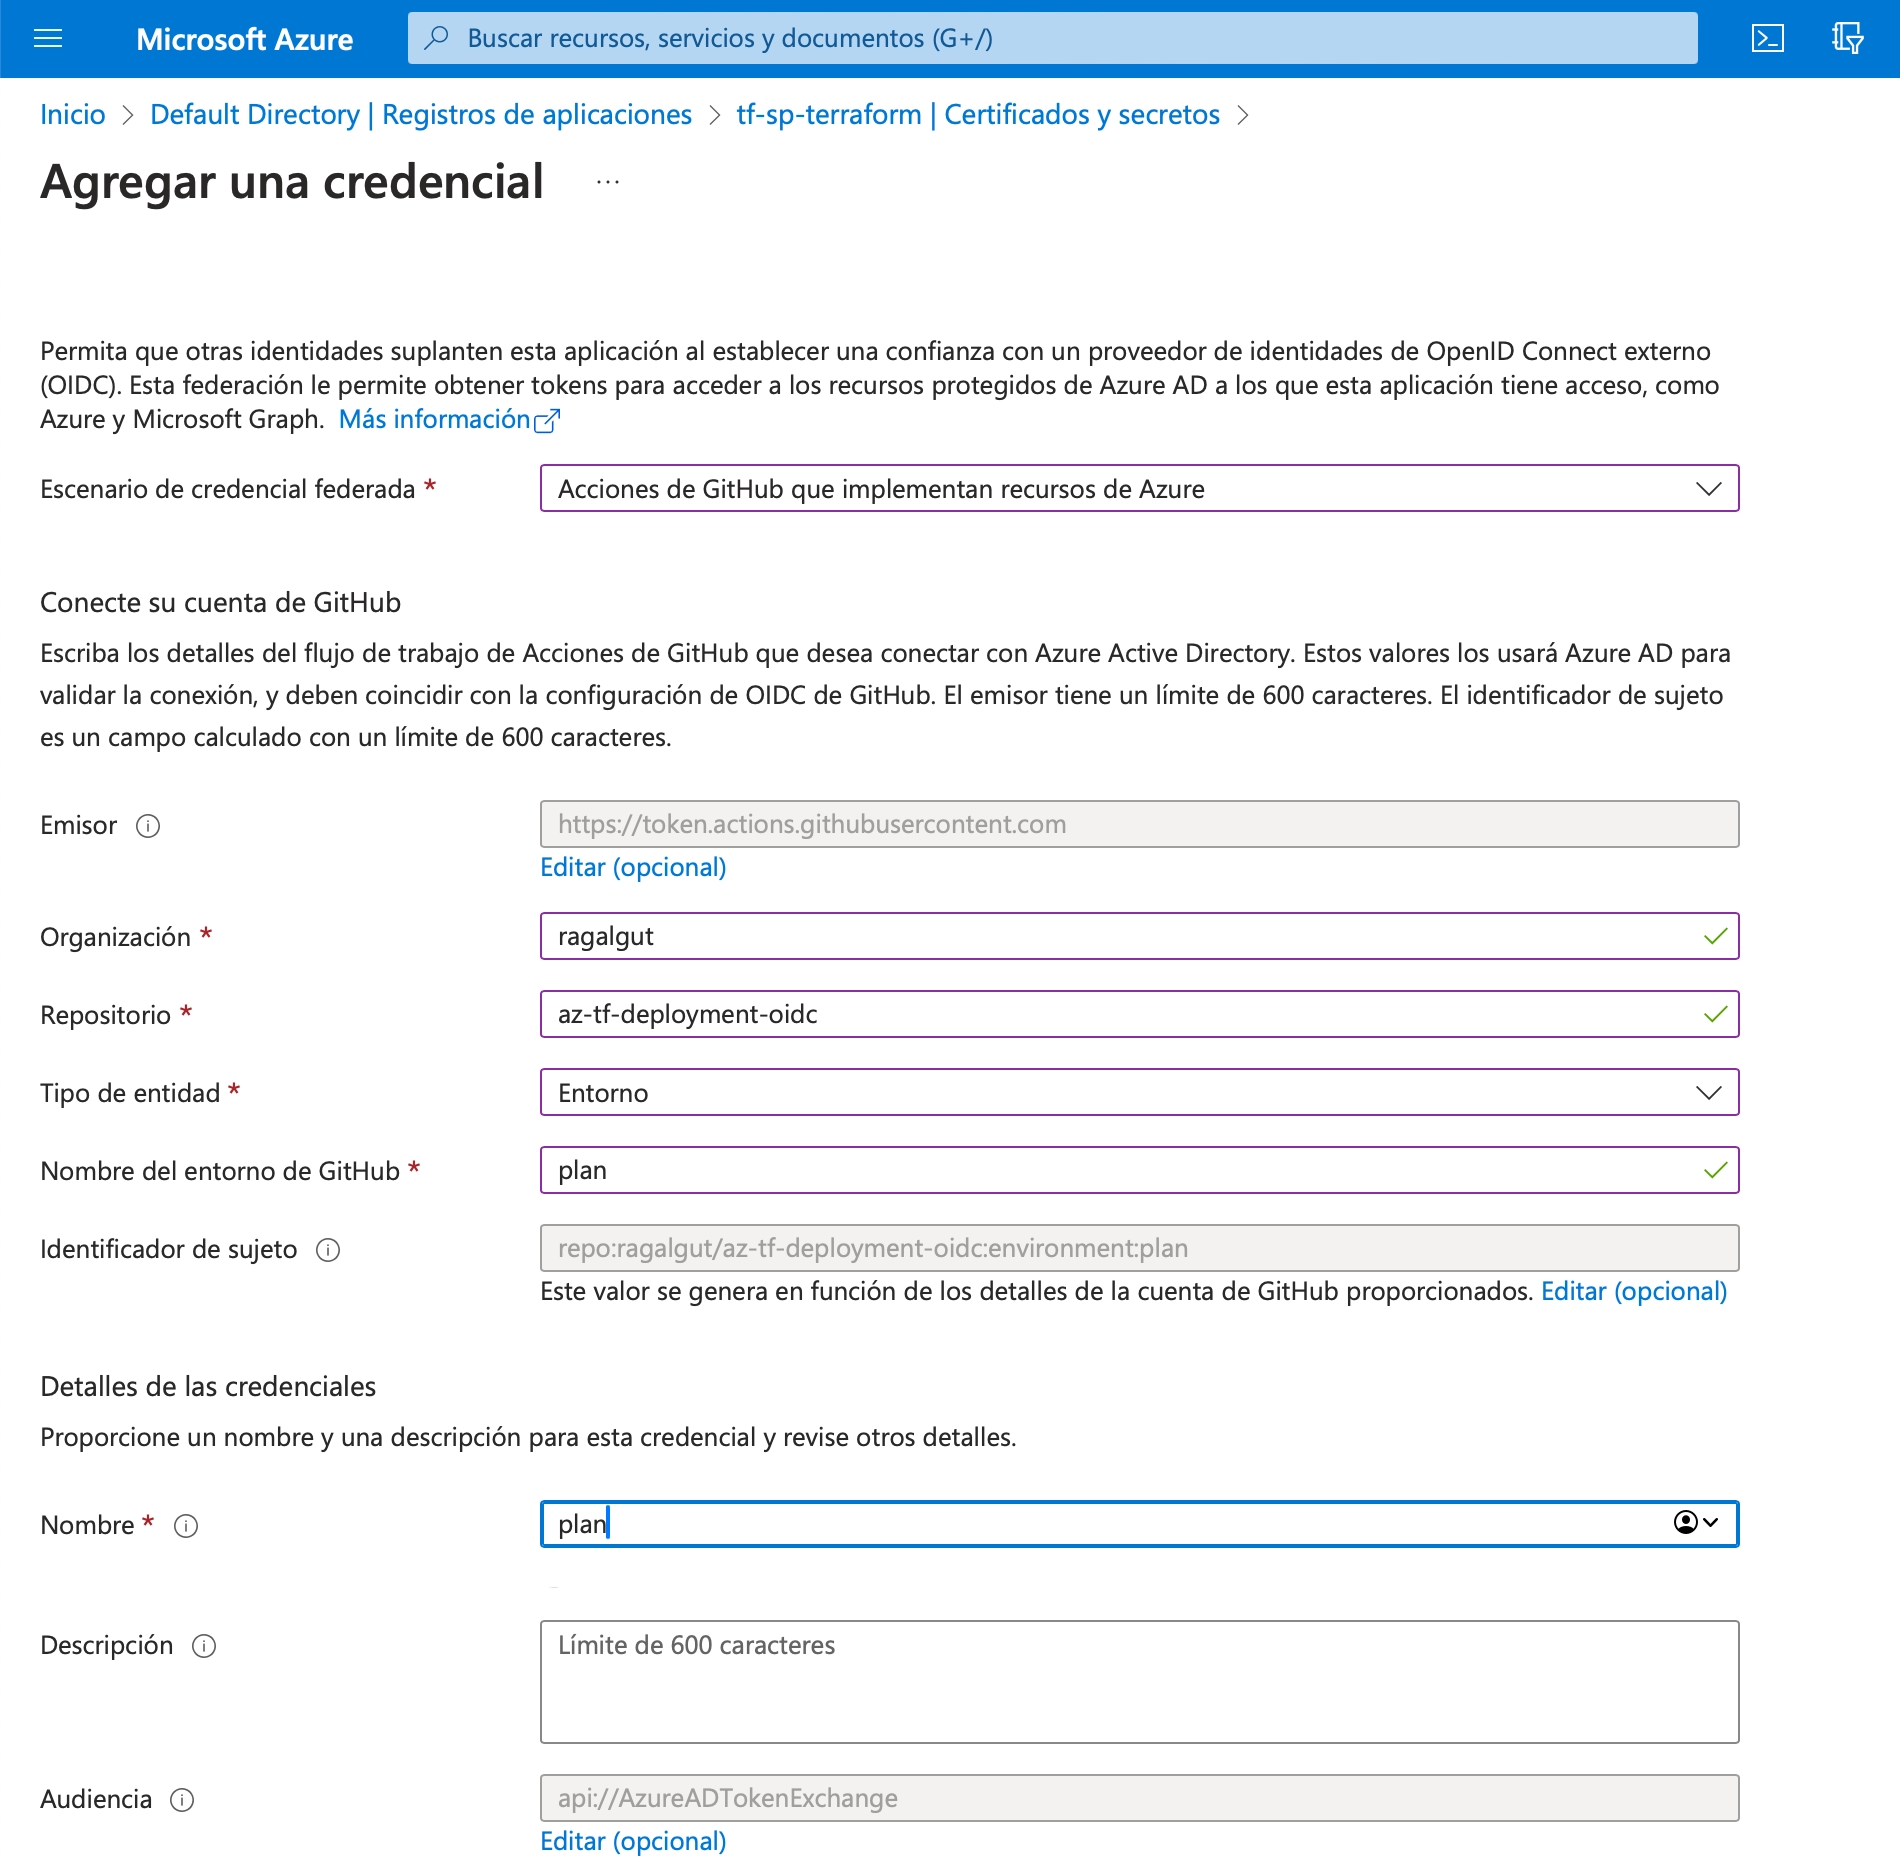 Microsoft Azure
Buscar recursos, servicios y documentos (G+/)
Inicio > Default Directory | Registros de aplicaciones > tf-sp-terraform | Certificados y secretos >
Agregar una credencial ...
Permita que otras identidades suplanten esta aplicación al establecer una confianza con un proveedor de identidades de OpenID Connect externo
(OIDC). Esta federación le permite obtener tokens para acceder a los recursos protegidos de Azure AD a los que esta aplicación tiene acceso, como
Azure y Microsoft Graph. Más información
Escenario de credencial federada * Acciones de GitHub que implementan recursos de Azure
Conecte su cuenta de GitHub
Escriba los detalles del flujo de trabajo de Acciones de GitHub que desea conectar con Azure Active Directory. Estos valores los usará Azure AD para
validar la conexión, y deben coincidir con la configuración de OIDC de GitHub. El emisor tiene un límite de 600 caracteres. El identificador de sujeto
es un campo calculado con un límite de 600 caracteres.
Emisor https://token.actions.githubusercontent.com
Editar (opcional)
Organización * ragalgut
Repositorio * az-tf-deployment-oidc
Tipo de entidad * Entorno
Nombre del entorno de GitHub * plan
Identificador de sujeto repo:ragalgut/az-tf-deployment-oidc:environment:plan
Este valor se genera en función de los detalles de la cuenta de GitHub proporcionados. Editar (opcional)
Detalles de las credenciales
Proporcione un nombre y una descripción para esta credencial y revise otros detalles.
Nombre * plan
Descripción Límite de 600 caracteres
Audiencia api://AzureADTokenExchange
Editar (opcional)